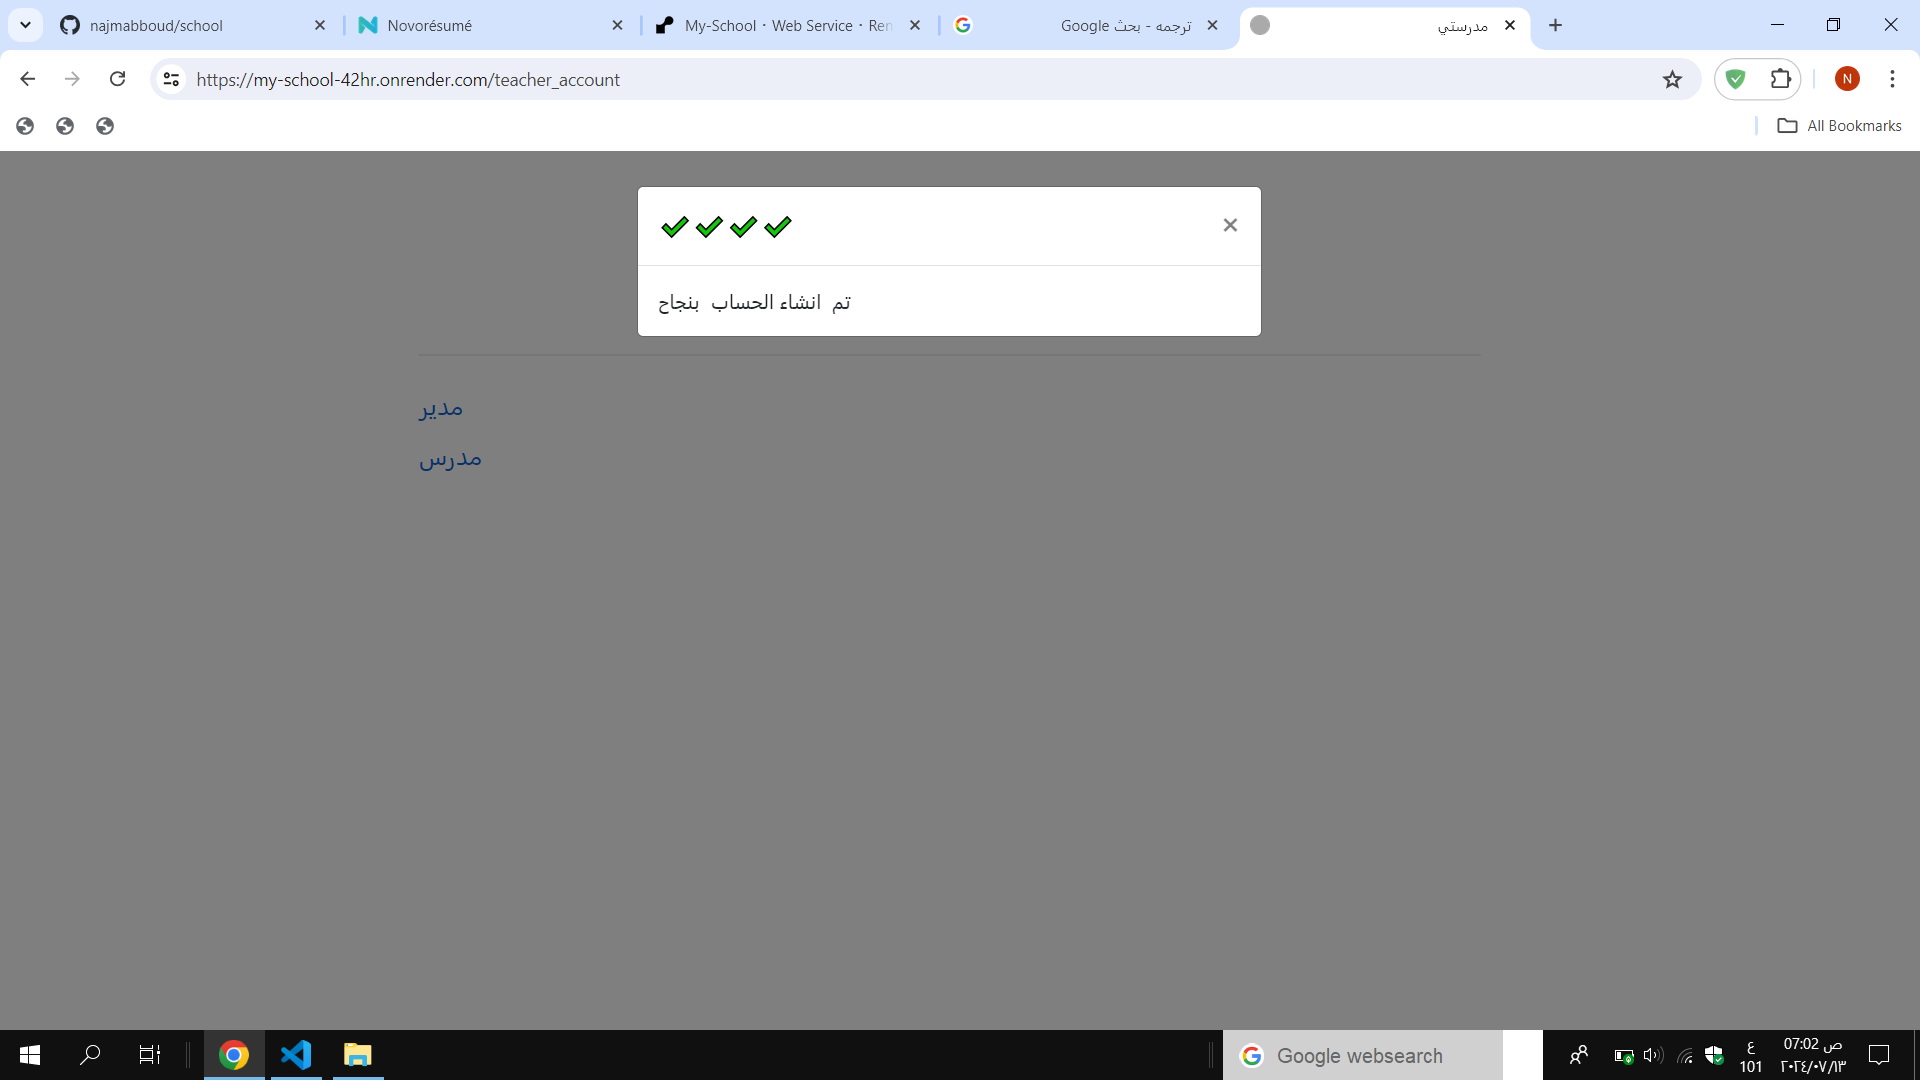 najmabboud/school
Novorésumé
My-School · Web Service · Ren
ترجمه - بحث Google
مدرستي
https://my-school-42hr.onrender.com/teacher_account
N
All Bookmarks
تم انشاء الحساب بنجاح
مدير
مدرس
Google websearch
ع
101
07:02 ص
٢٠٢٤/٠٧/١٣